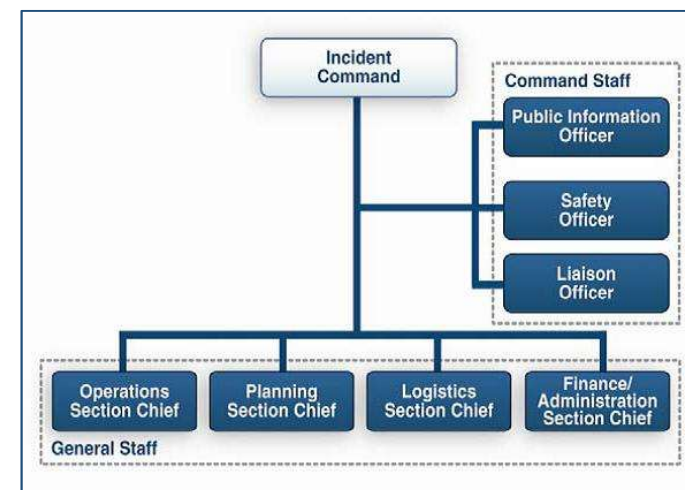 Incident
Command
Command Staff
Public Information
Officer
Safety
Officer
Liaison
Officer
Operations
Section Chief
Planning
Section Chief
Logistics
Section Chief
Finance/
Administration
Section Chief
General Staff